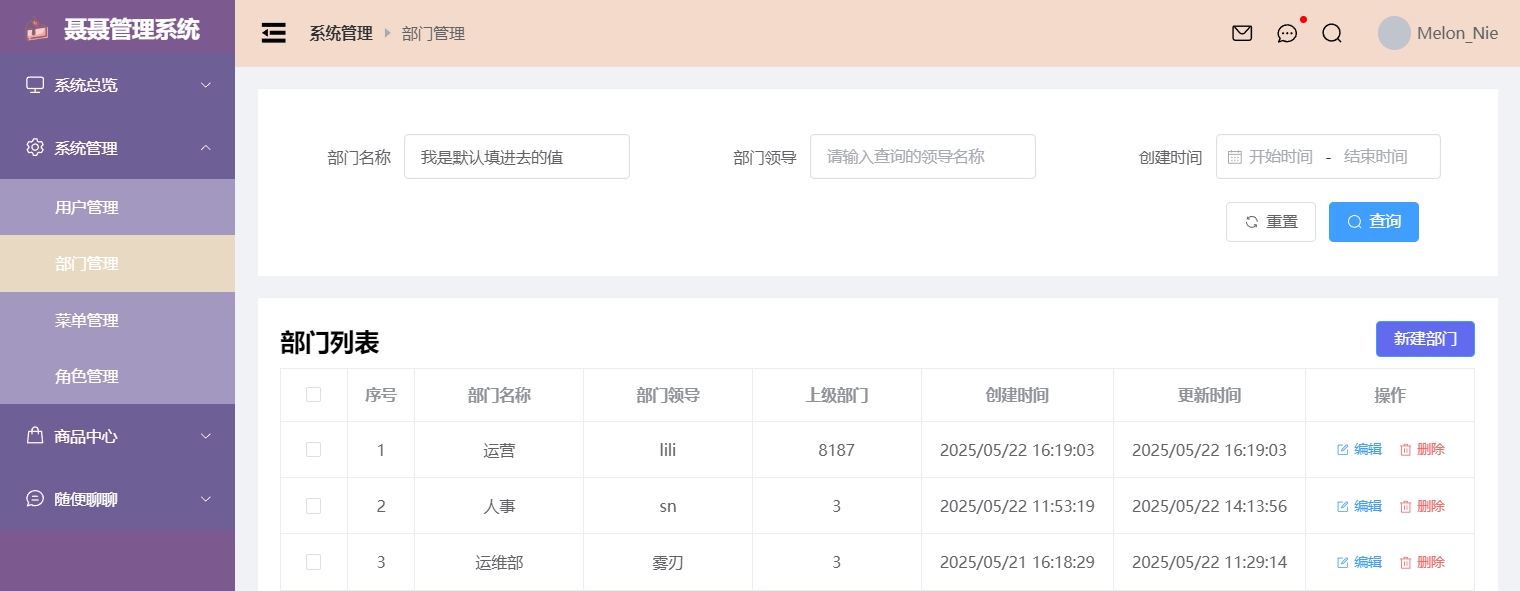 聂聂管理系统
系统总览
系统管理
用户管理
部门管理
菜单管理
角色管理
商品中心
随便聊聊
系统管理 部门管理
Melon_Nie
部门名称 我是默认填进去的值 部门领导 请输入查询的领导名称 创建时间 开始时间 - 结束时间
重置 查询
部门列表 新建部门
序号 部门名称 部门领导 上级部门 创建时间 更新时间 操作
1 运营 lili 8187 2025/05/22 16:19:03 2025/05/22 16:19:03 编辑 删除
2 人事 sn 3 2025/05/22 11:53:19 2025/05/22 14:13:56 编辑 删除
3 运维部 雾刃 3 2025/05/21 16:18:29 2025/05/22 11:29:14 编辑 删除